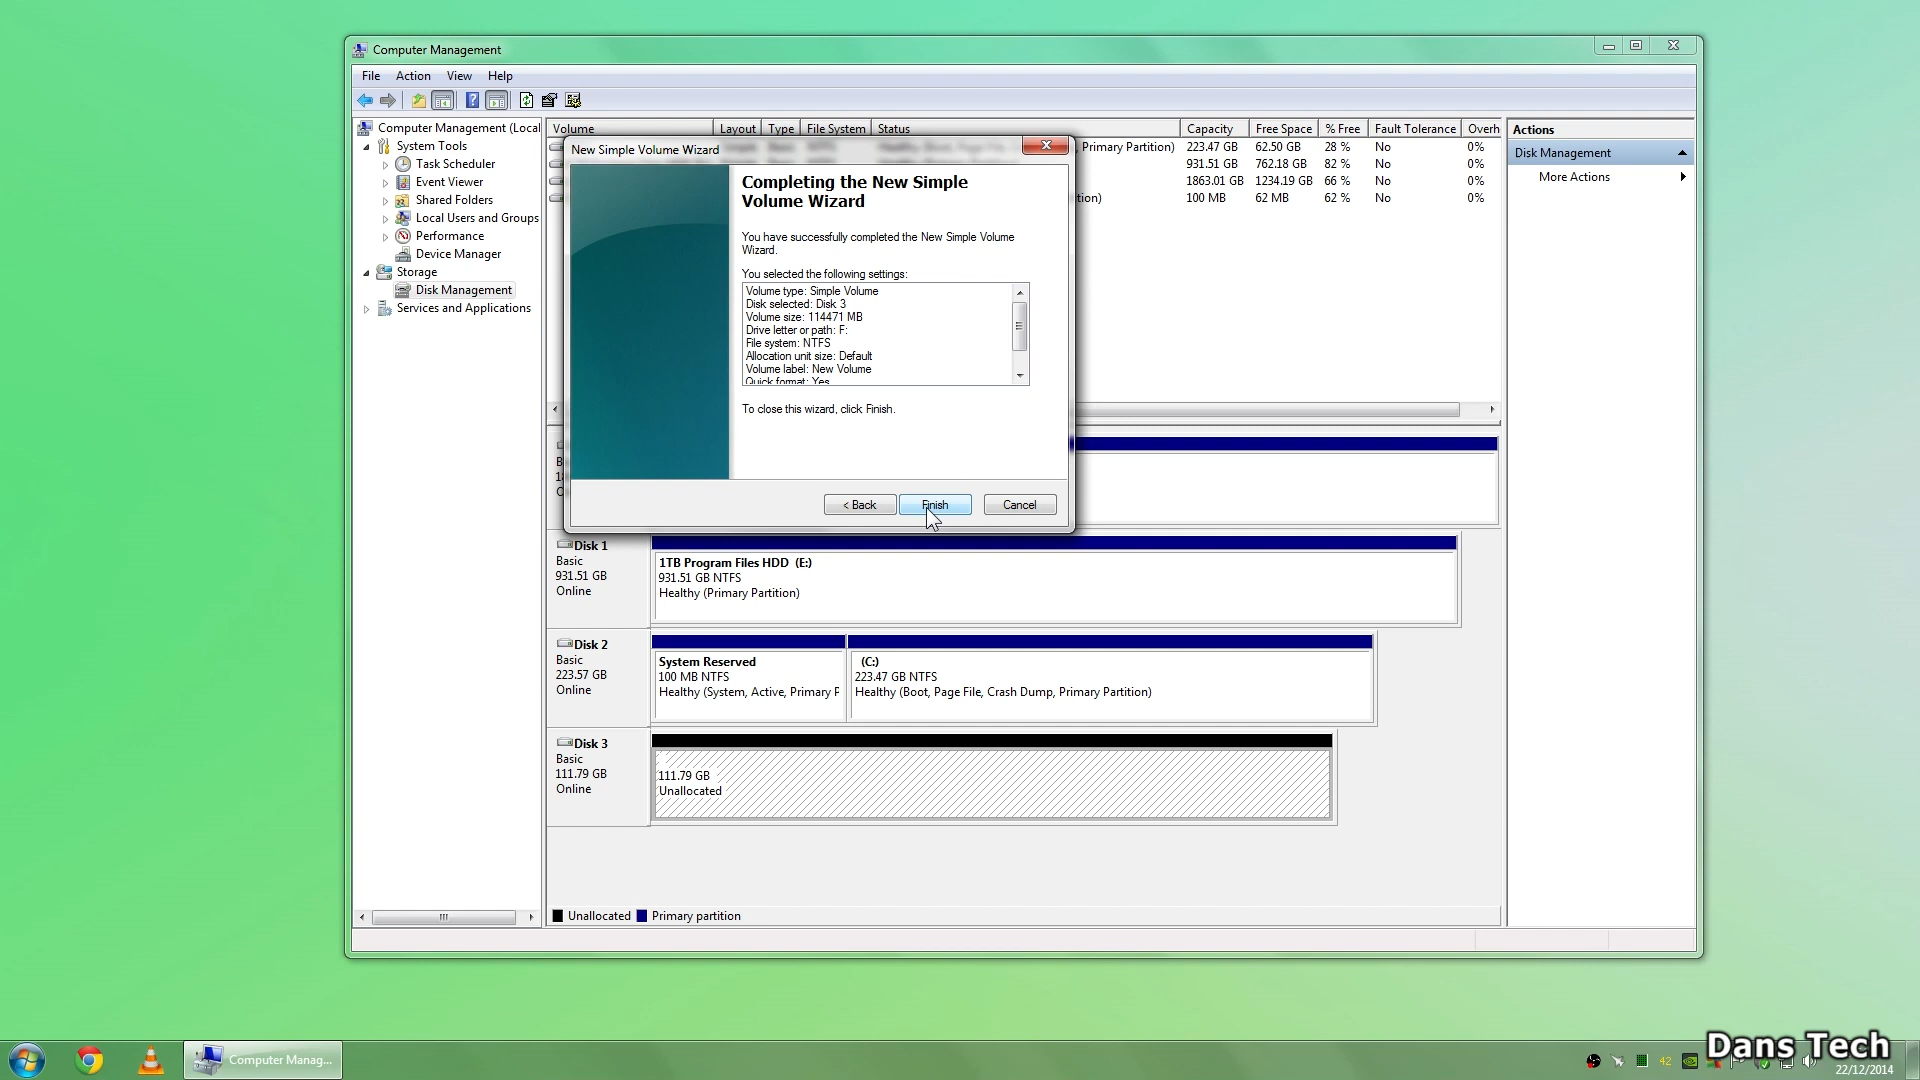 Computer Management
File Action View Help
Computer Management (Local
System Tools
Task Scheduler
Event Viewer
Shared Folders
Local Users and Groups
Performance
Device Manager
Storage
Disk Management
Services and Applications
Volume Layout Type File System Status Capacity Free Space % Free Fault Tolerance Overh
, Primary Partition) 223.47 GB 62.50 GB 28 % No 0%
931.51 GB 762.18 GB 82 % No 0%
1863.01 GB 1234.19 GB 66 % No 0%
tion) 100 MB 62 MB 62 % No 0%
Actions
Disk Management
More Actions
New Simple Volume Wizard
Completing the New Simple
Volume Wizard
You have successfully completed the New Simple Volume
Wizard.
You selected the following settings:
Volume type: Simple Volume
Disk selected: Disk 3
Volume size: 114471 MB
Drive letter or path: F:
File system: NTFS
Allocation unit size: Default
Volume label: New Volume
Quick format: Yes
To close this wizard, click Finish.
< Back Finish Cancel
Disk 1
Basic
931.51 GB
Online
1TB Program Files HDD (E:)
931.51 GB NTFS
Healthy (Primary Partition)
Disk 2
Basic
223.57 GB
Online
System Reserved
100 MB NTFS
Healthy (System, Active, Primary P
(C:)
223.47 GB NTFS
Healthy (Boot, Page File, Crash Dump, Primary Partition)
Disk 3
Basic
111.79 GB
Online
111.79 GB
Unallocated
Unallocated Primary partition
Computer Manag...
42
Dans Tech
22/12/2014